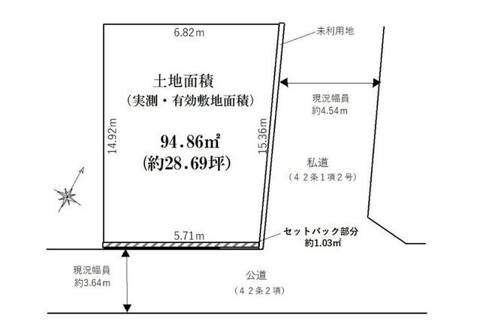 6.82m
未利用地
土地面積
（実測・有効敷地面積）
94.86㎡
(約28.69坪)
14.92m
15.36m
現況幅員
約4.54m
私道
（４２条１項２号）
5.71m
セットバック部分
約1.03㎡
現況幅員
約3.64m
公道
（４２条２項）